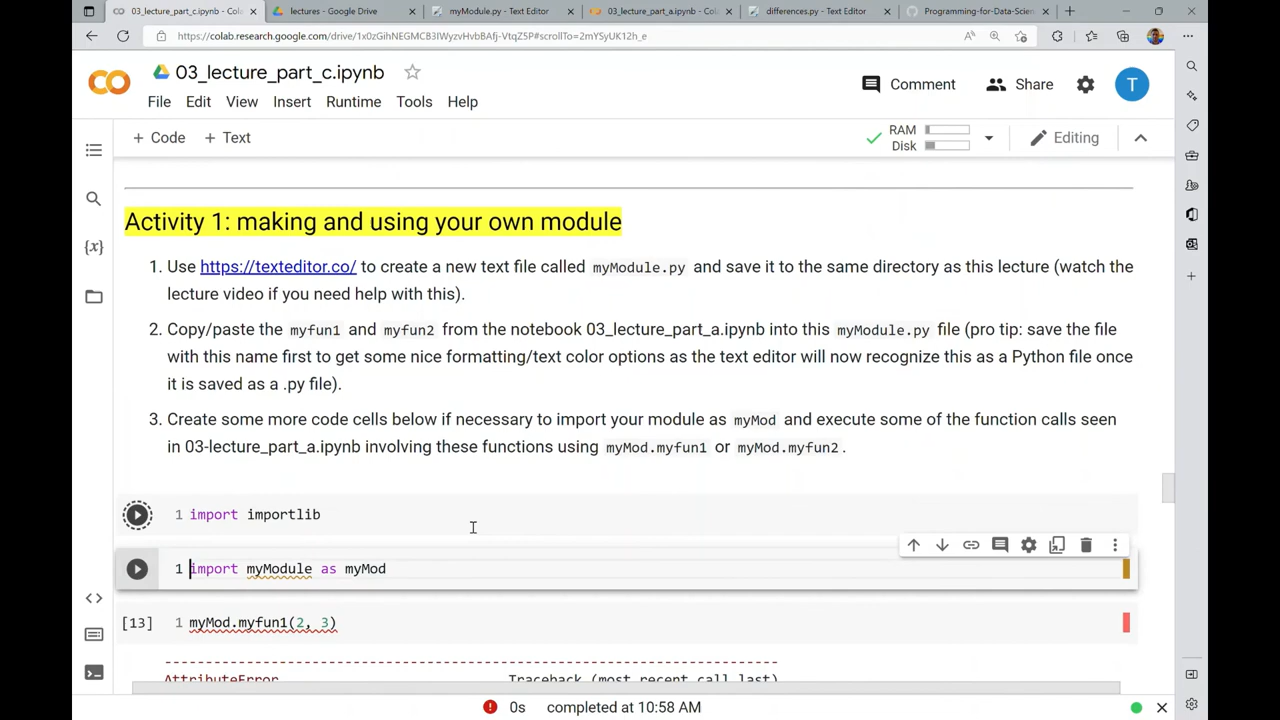 03_lecture_part_c.ipynb - Cola
lectures - Google Drive
myModule.py - Text Editor
03_lecture_part_a.ipynb - Colab
differences.py - Text Editor
Programming-for-Data-Scien
https://colab.research.google.com/drive/1x0zGihNEGMCB3IWyzvHvbBAfj-VtqZ5P#scrollTo=2mYSyUK12h_e
03_lecture_part_c.ipynb
Comment
Share
T
File Edit View Insert Runtime Tools Help
+ Code + Text
RAM
Disk
Editing
Activity 1: making and using your own module
1. Use https://texteditor.co/ to create a new text file called myModule.py and save it to the same directory as this lecture (watch the
lecture video if you need help with this).
2. Copy/paste the myfun1 and myfun2 from the notebook 03_lecture_part_a.ipynb into this myModule.py file (pro tip: save the file
with this name first to get some nice formatting/text color options as the text editor will now recognize this as a Python file once
it is saved as a .py file).
3. Create some more code cells below if necessary to import your module as myMod and execute some of the function calls seen
in 03-lecture_part_a.ipynb involving these functions using myMod.myfun1 or myMod.myfun2.
1 import importlib
1 import myModule as myMod
[13] 1 myMod.myfun1(2, 3)
---------------------------------------------------------------------------
AttributeError Traceback (most recent call last)
0s completed at 10:58 AM